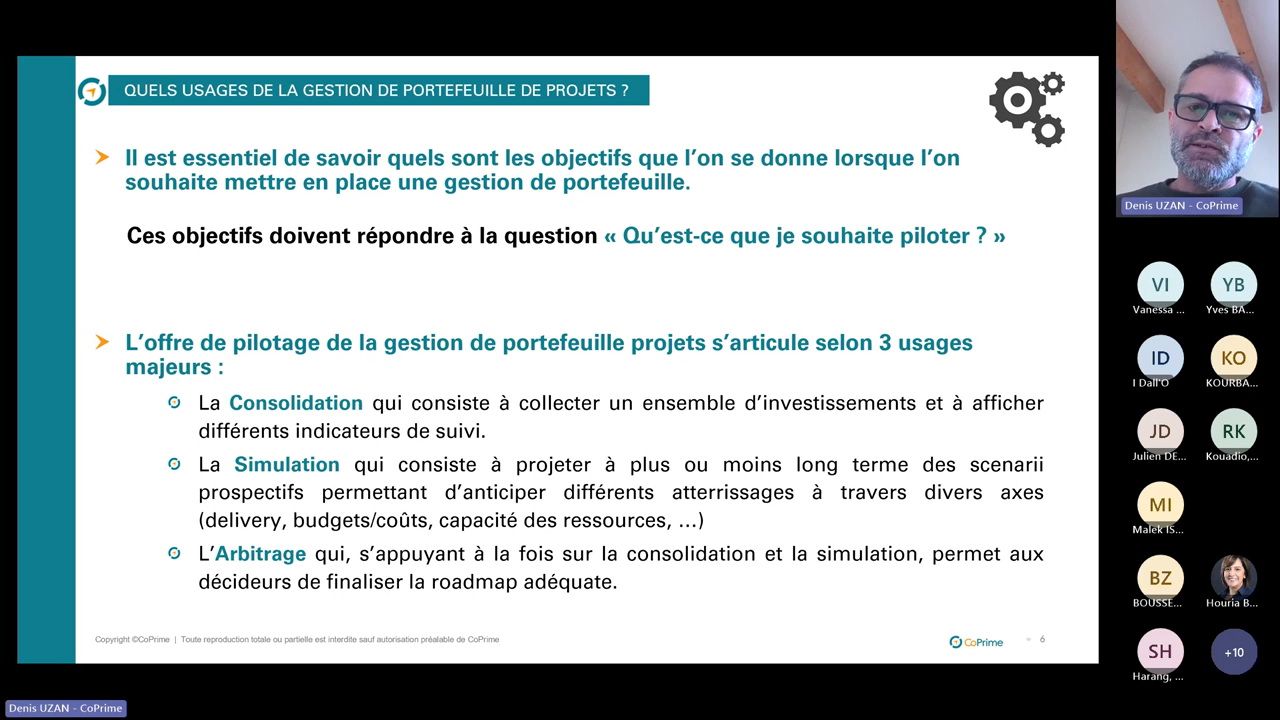 QUELS USAGES DE LA GESTION DE PORTEFEUILLE DE PROJETS ?
Il est essentiel de savoir quels sont les objectifs que l’on se donne lorsque l’on
souhaite mettre en place une gestion de portefeuille.
Ces objectifs doivent répondre à la question « Qu’est-ce que je souhaite piloter ? »
L’offre de pilotage de la gestion de portefeuille projets s’articule selon 3 usages
majeurs :
La Consolidation qui consiste à collecter un ensemble d’investissements et à afficher
différents indicateurs de suivi.
La Simulation qui consiste à projeter à plus ou moins long terme des scenarii
prospectifs permettant d’anticiper différents atterrissages à travers divers axes
(delivery, budgets/coûts, capacité des ressources, …)
L’Arbitrage qui, s’appuyant à la fois sur la consolidation et la simulation, permet aux
décideurs de finaliser la roadmap adéquate.
Copyright ©CoPrime | Toute reproduction totale ou partielle est interdite sauf autorisation préalable de CoPrime
CoPrime
6
Denis UZAN - CoPrime
Denis UZAN - CoPrime
VI
YB
Vanessa ...
Yves BA...
ID
KO
I Dall'O
KOURBA...
JD
RK
Julien DE...
Kouadio,...
MI
Malek IS...
BZ
BOUSSE...
Houria B...
SH
+10
Harang, ...